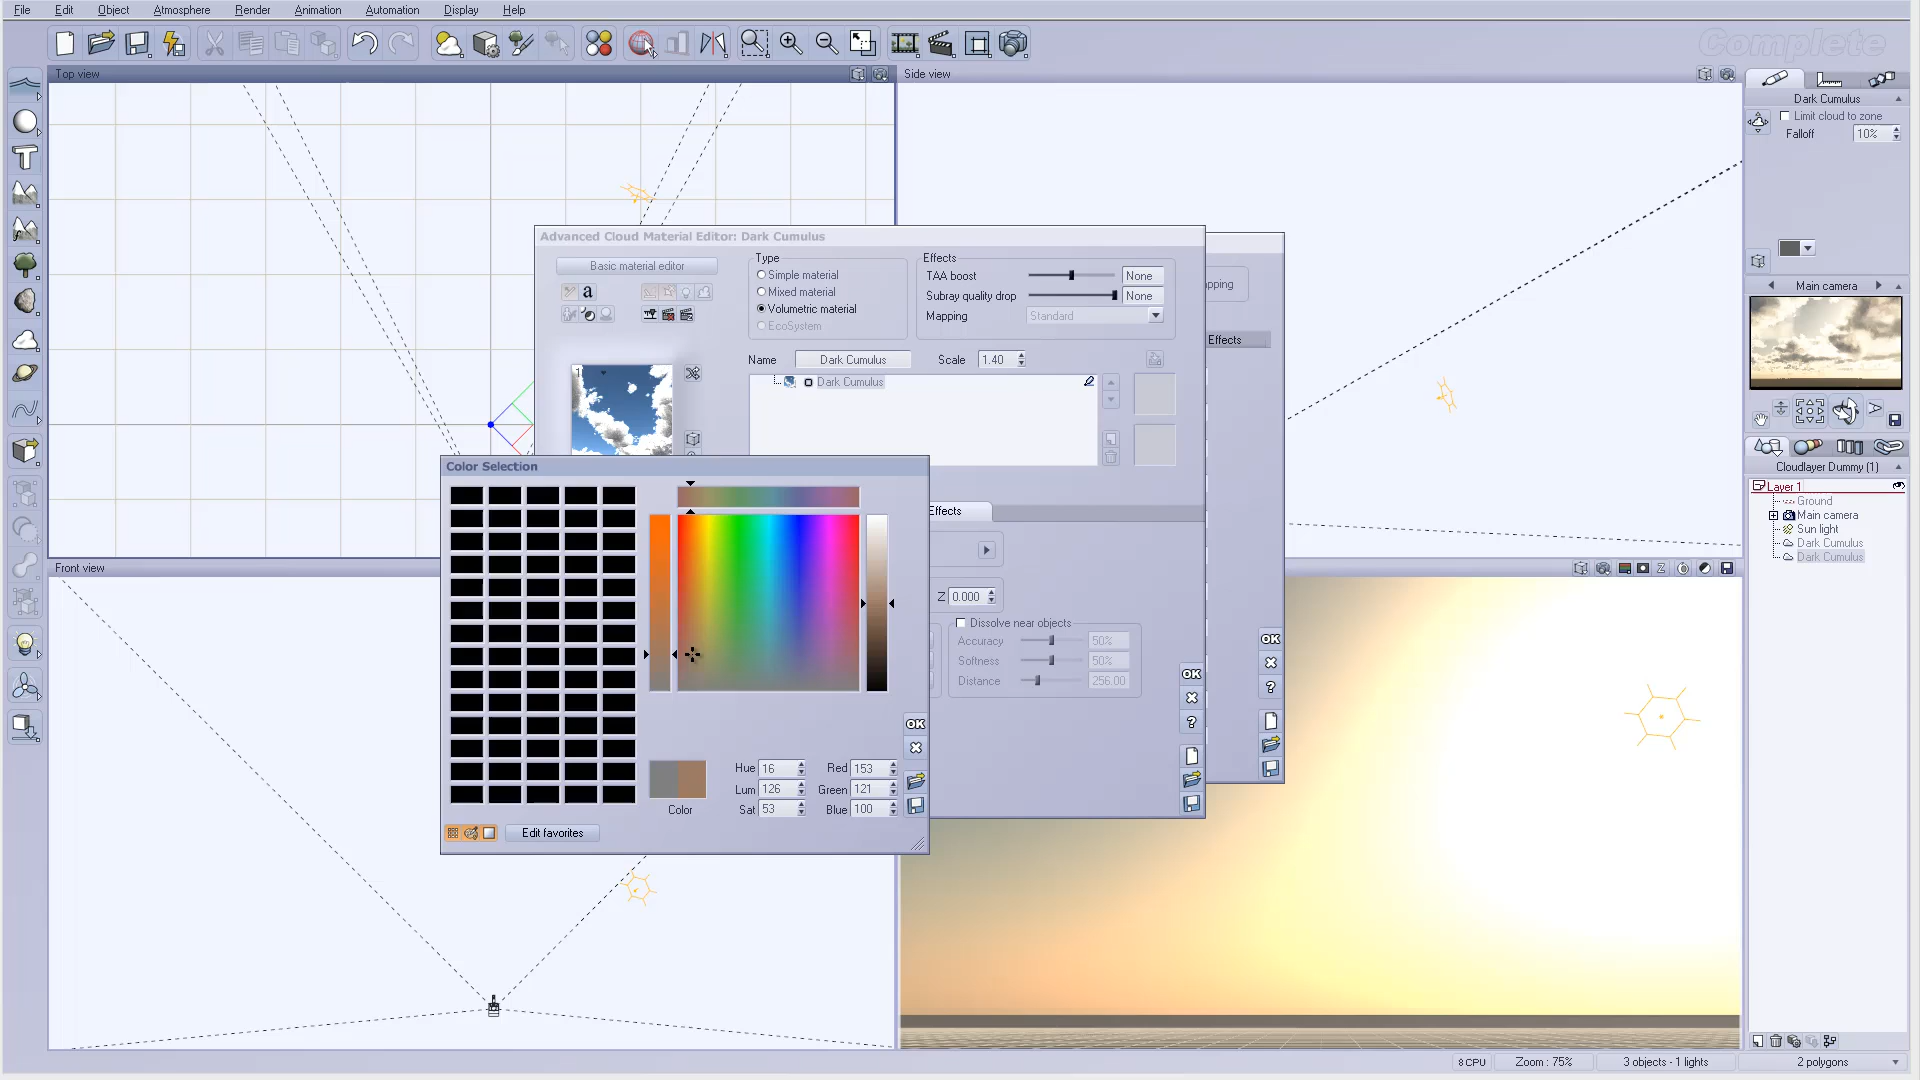 File Edit Object Atmosphere Render Animation Automation Display Help
Complete
Top view
Side view
Dark Cumulus
Limit cloud to zone
Falloff 10%
Main camera
Advanced Cloud Material Editor: Dark Cumulus
Basic material editor
a
Type
Simple material
Mixed material
Volumetric material
EcoSystem
Effects
TAA boost None
Subray quality drop None
Mapping Standard
pping
Effects
Name Dark Cumulus Scale 1.40
1
Dark Cumulus
Cloudlayer Dummy (1)
Layer 1
Ground
Main camera
Sun light
Dark Cumulus
Dark Cumulus
Color Selection
Effects
Front view
Z 0.000
Dissolve near objects
Accuracy 50%
Softness 50%
Distance 256.00
OK
?
OK
?
OK
Hue 16 Red 153
Lum 126 Green 121
Sat 53 Blue 100
Color
Edit favorites
8 CPU Zoom : 75% 3 objects - 1 lights 2 polygons